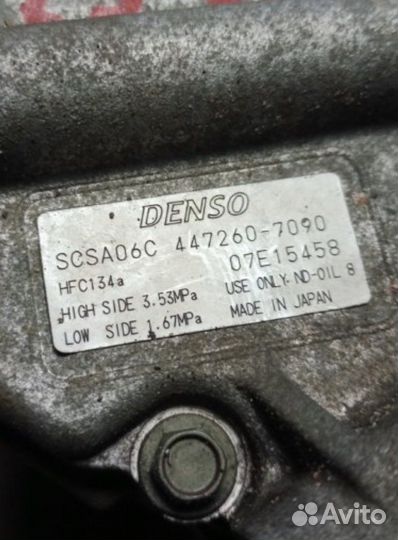 DENSO
SCSA06C 447260-7090
HFC134a 07E15458
HIGH SIDE 3.53MPa USE ONLY·ND-OIL 8
LOW SIDE 1.67MPa MADE IN JAPAN
Avito